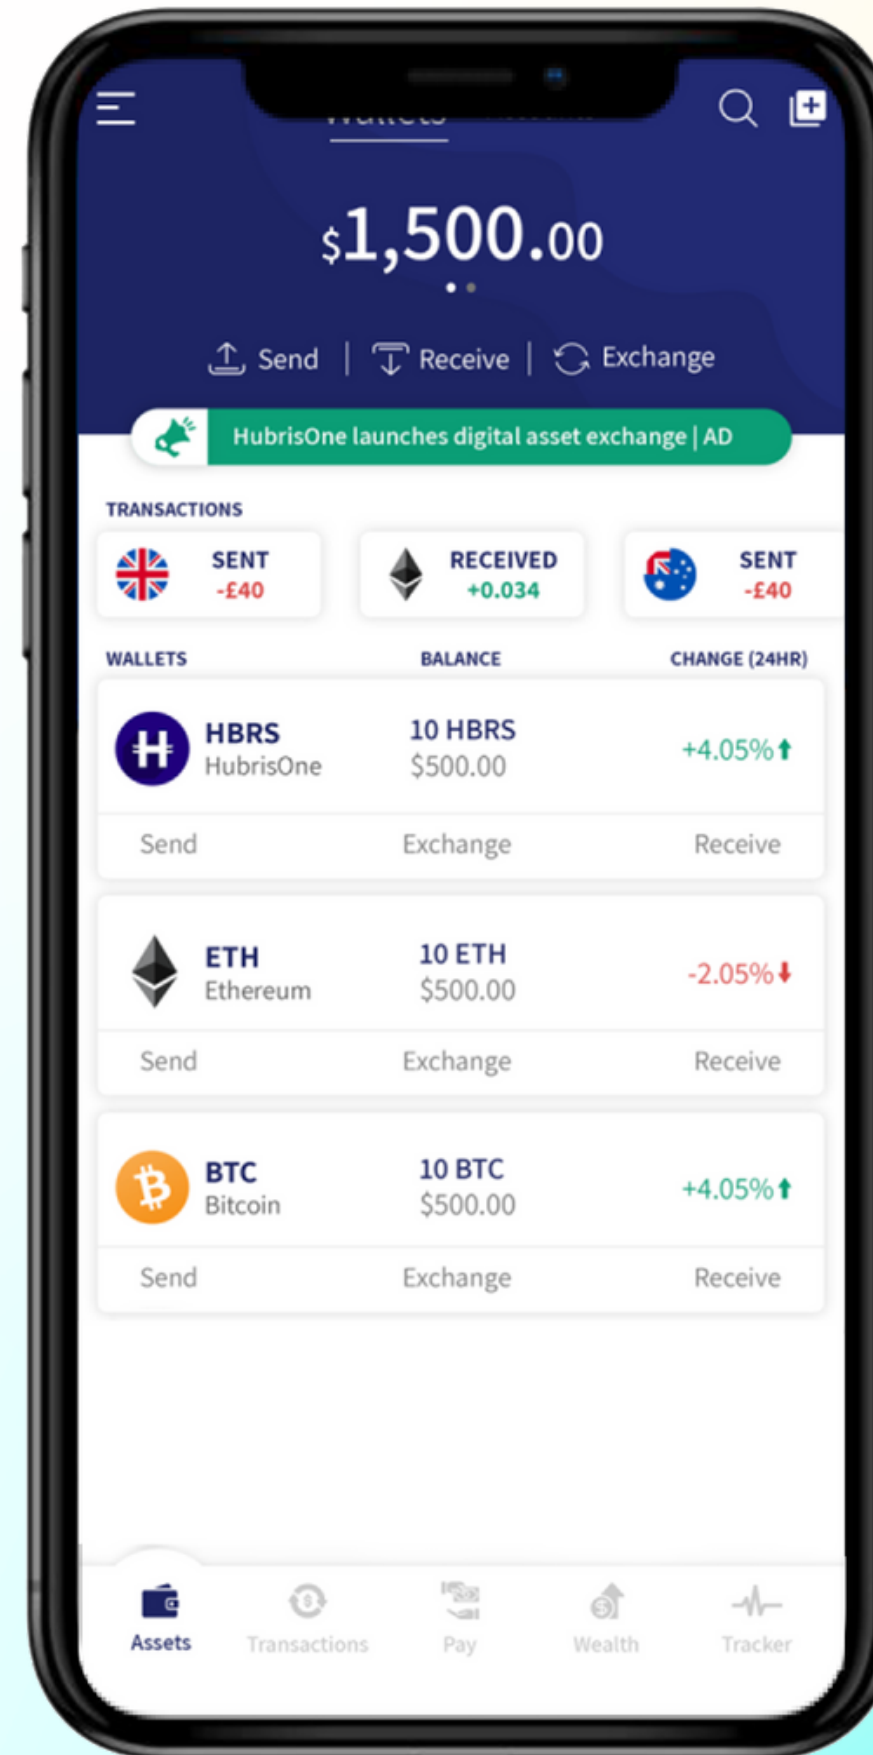 Wallets
$1,500.00
Send | Receive | Exchange
HubrisOne launches digital asset exchange | AD
TRANSACTIONS
SENT RECEIVED SENT
-£40 +0.034 -£40
WALLETS BALANCE CHANGE (24HR)
HBRS 10 HBRS +4.05%
HubrisOne $500.00
Send Exchange Receive
ETH 10 ETH -2.05%
Ethereum $500.00
Send Exchange Receive
BTC 10 BTC +4.05%
Bitcoin $500.00
Send Exchange Receive
Assets Transactions Pay Wealth Tracker